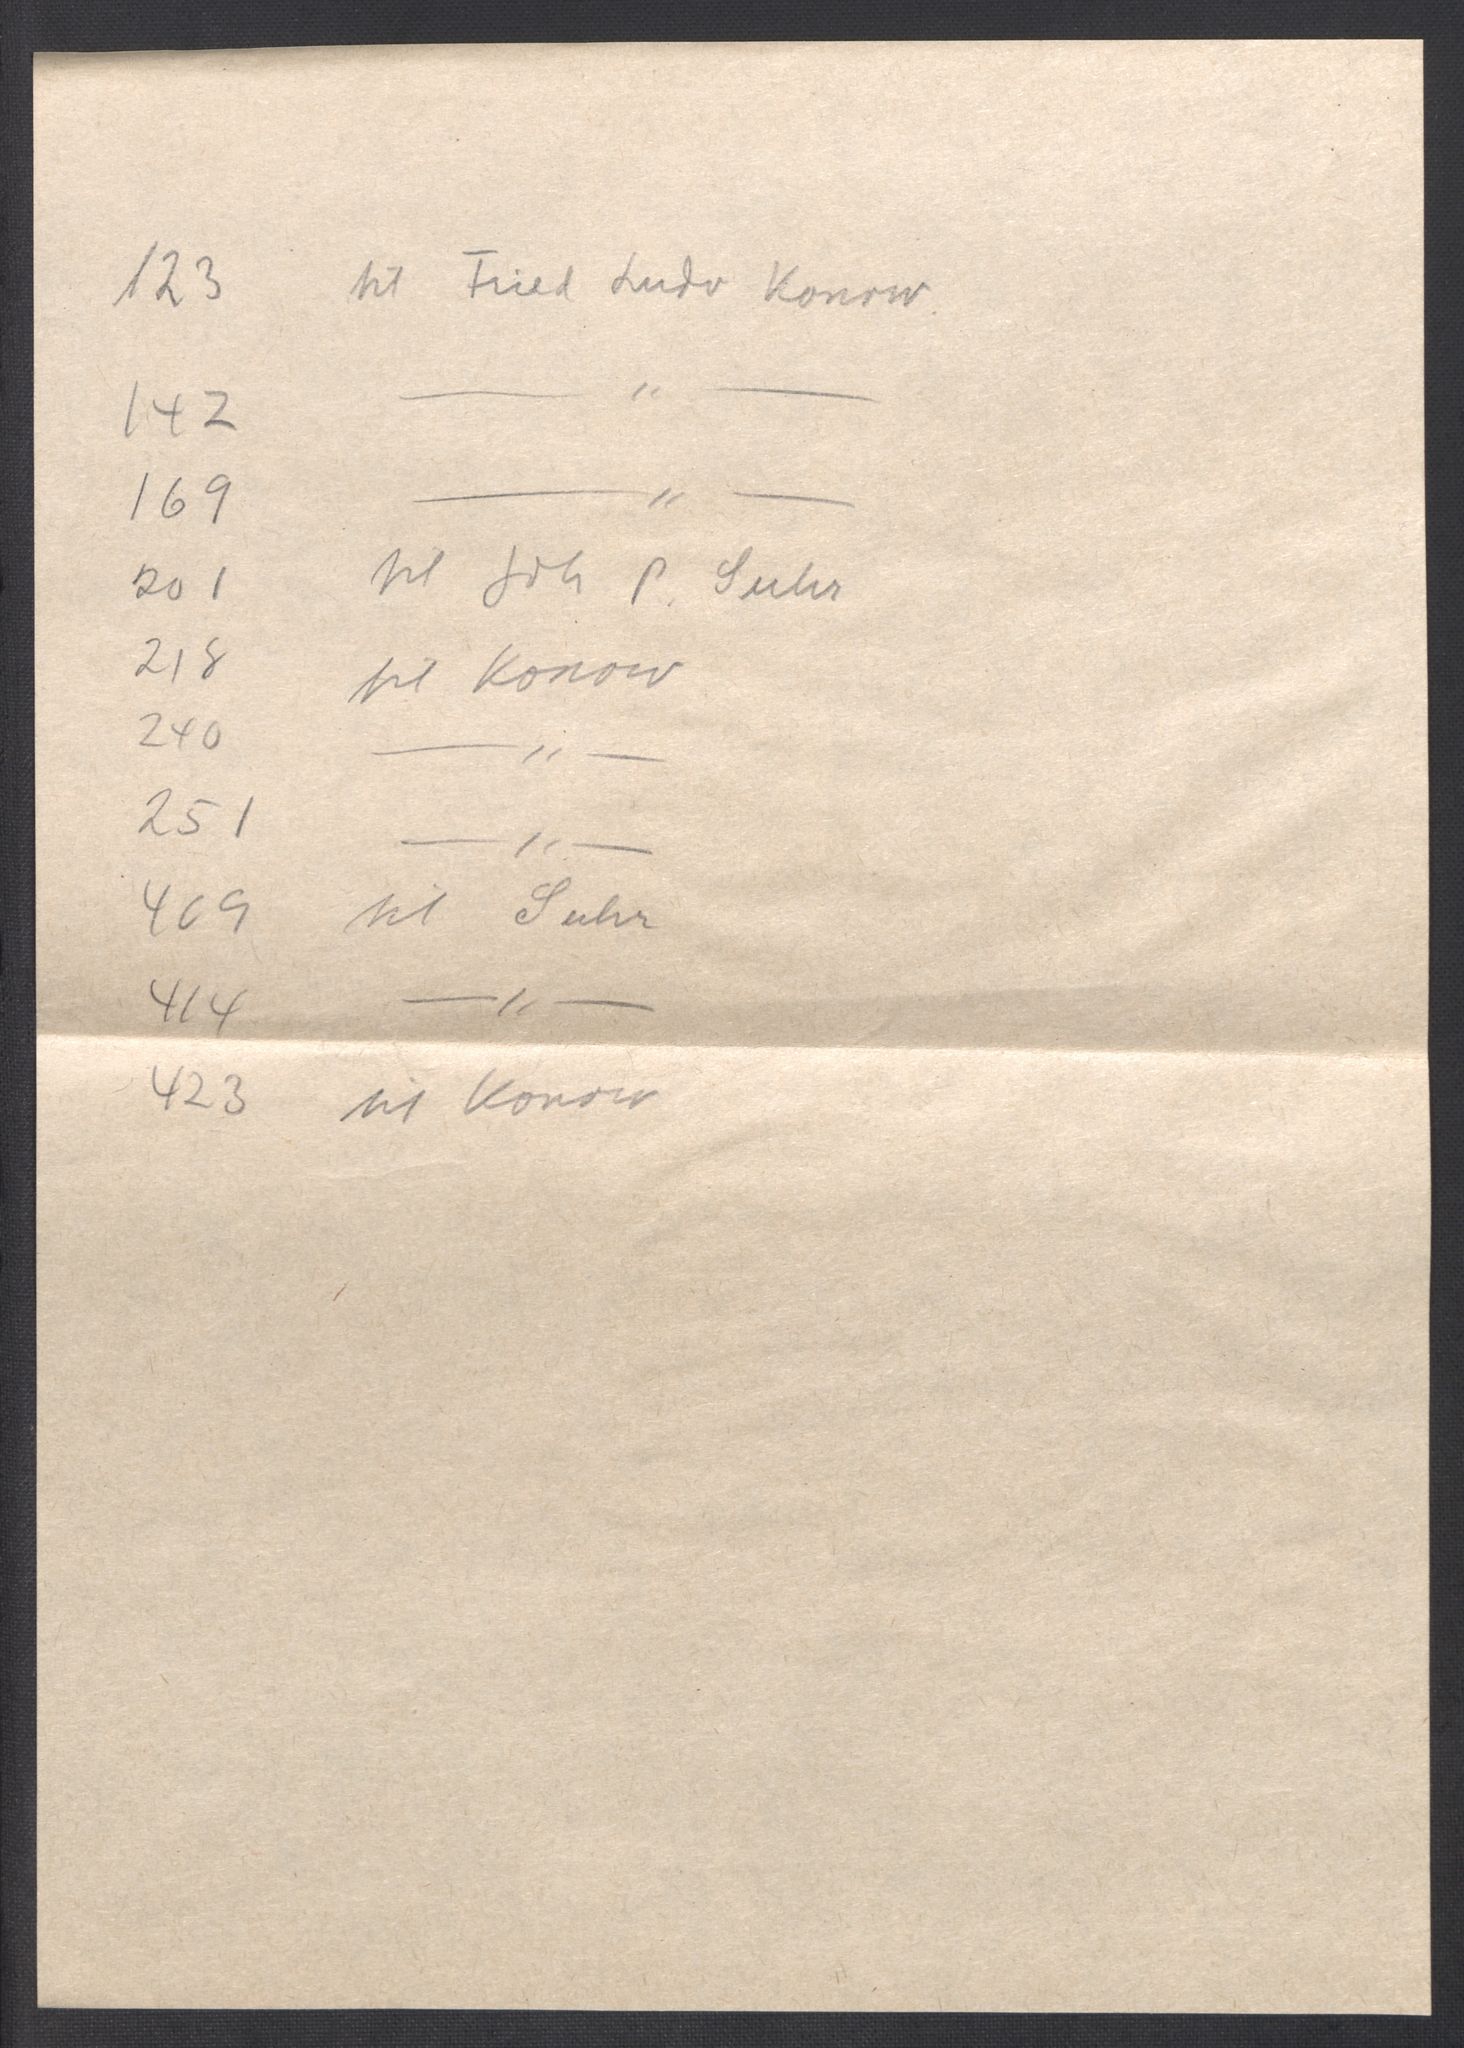 123 til Fried Ludv Konow.
142 — " —
169 — " —
201 til Joh P. Suhr
218 til Konow
240 — " —
251 — " —
409 til Suhr
414 — " —
423 til Konow